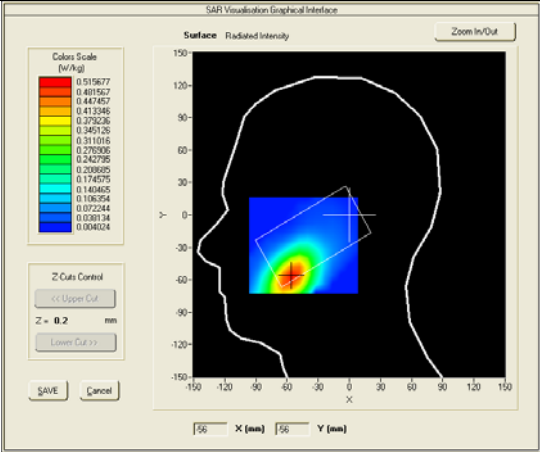 SAR Visualisation Graphical Interface
Surface Radiated Intensity
Zoom In/Out
Colors Scale
(W/kg)
0.515677
0.481567
0.447457
0.413346
0.379236
0.345126
0.311016
0.276906
0.242795
0.208685
0.174575
0.140465
0.106354
0.072244
0.038134
0.004024
150
120
90
60
30
0
-30
-60
-90
-120
-150
Y
-150 -120 -90 -60 -30 0 30 60 90 120 150
X
Z-Cuts Control
<< Upper Cut
Z = 0.2 mm
Lower Cut >>
SAVE Cancel
-56 X (mm) -56 Y (mm)